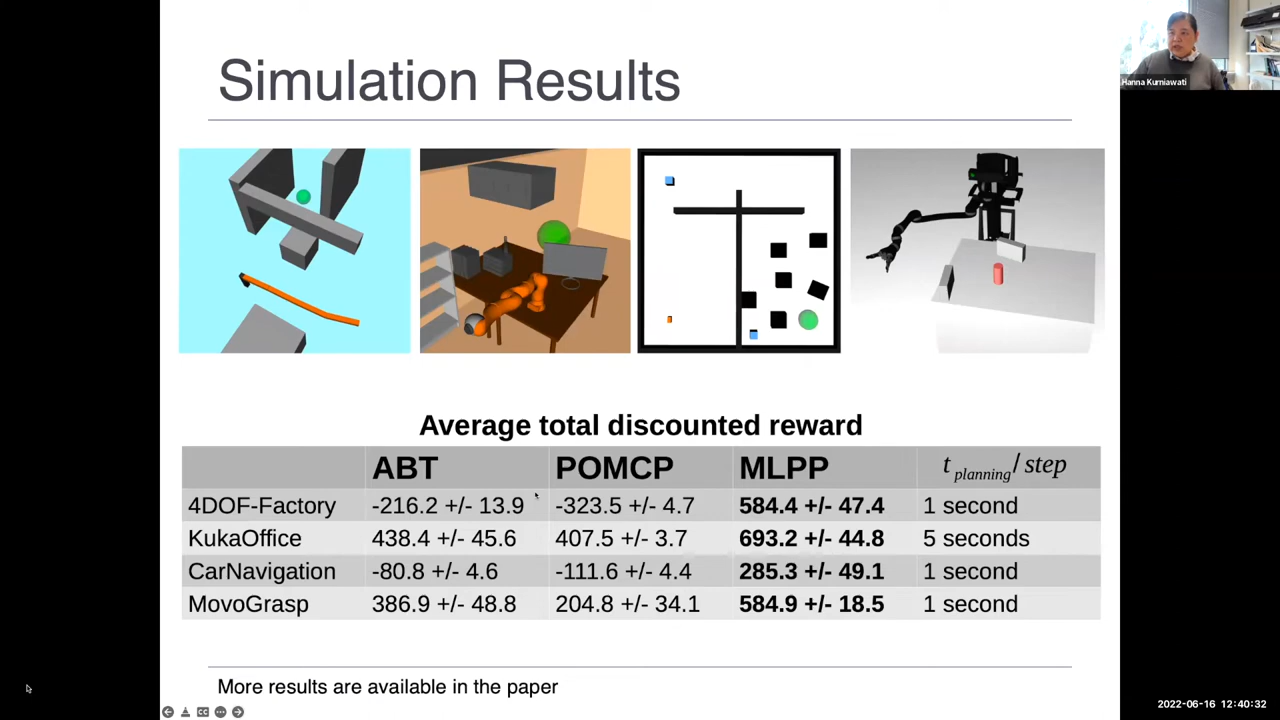 Simulation Results
Hanna Kurniawati
Average total discounted reward
ABT POMCP MLPP t planning / step
4DOF-Factory -216.2 +/- 13.9 -323.5 +/- 4.7 584.4 +/- 47.4 1 second
KukaOffice 438.4 +/- 45.6 407.5 +/- 3.7 693.2 +/- 44.8 5 seconds
CarNavigation -80.8 +/- 4.6 -111.6 +/- 4.4 285.3 +/- 49.1 1 second
MovoGrasp 386.9 +/- 48.8 204.8 +/- 34.1 584.9 +/- 18.5 1 second
More results are available in the paper
CC
2022-06-16 12:40:32